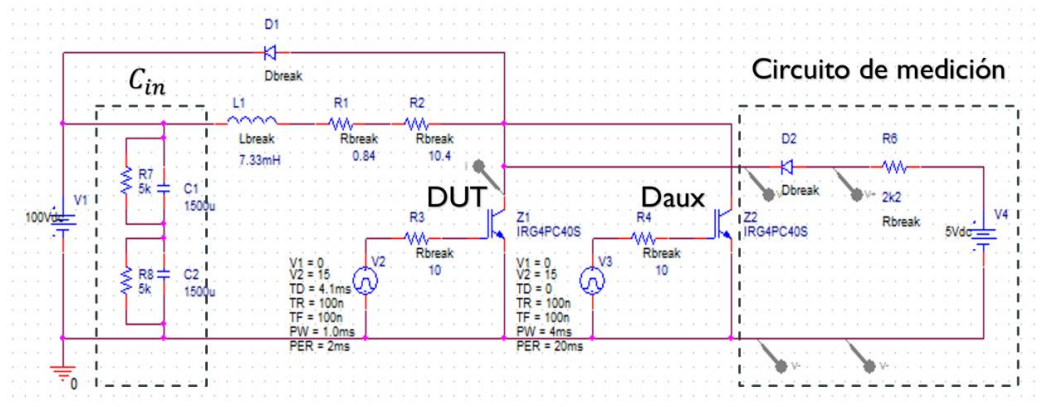 D1
Dbreak
C_in
Circuito de medición
L1
Lbreak
7.33mH
R1
Rbreak
0.84
R2
Rbreak
10.4
D2
Dbreak
R6
2k2
Rbreak
V1
100Vdc
R7
5k
C1
1500u
R8
5k
C2
1500u
DUT
Daux
I
R3
Rbreak
10
Z1
IRG4PC40S
R4
Rbreak
10
Z2
IRG4PC40S
V4
5Vdc
V+
V+
V2
V1 = 0
V2 = 15
TD = 4.1ms
TR = 100n
TF = 100n
PW = 1.0ms
PER = 2ms
V3
V1 = 0
V2 = 15
TD = 0
TR = 100n
TF = 100n
PW = 4ms
PER = 20ms
V-
V-
0